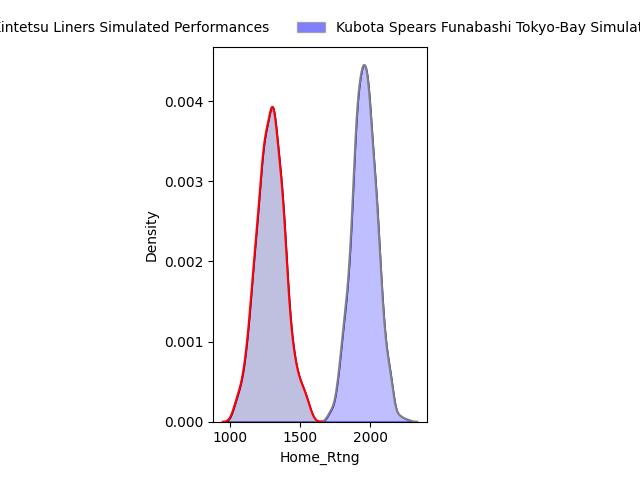 intetsu Liners Simulated Performances
Kubota Spears Funabashi Tokyo-Bay Simulat
0.004
0.003
0.002
0.001
0.000
Density
1000 1500 2000
Home_Rtng